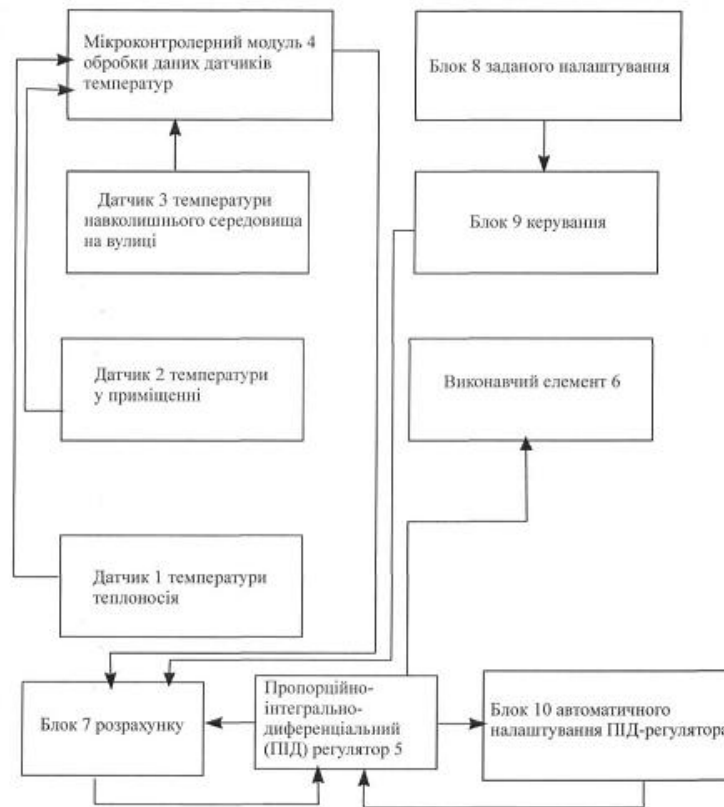 Мікроконтролерний модуль 4
обробки даних датчиків
температур
Блок 8 заданого налаштування
Датчик 3 температури
навколишнього середовища
на вулиці
Блок 9 керування
Датчик 2 температури
у приміщенні
Виконавчий елемент 6
Датчик 1 температури
теплоносія
Блок 7 розрахунку
Пропорційно-
інтегрально-
диференціальний
(ПІД) регулятор 5
Блок 10 автоматичного
налаштування ПІД-регулятора